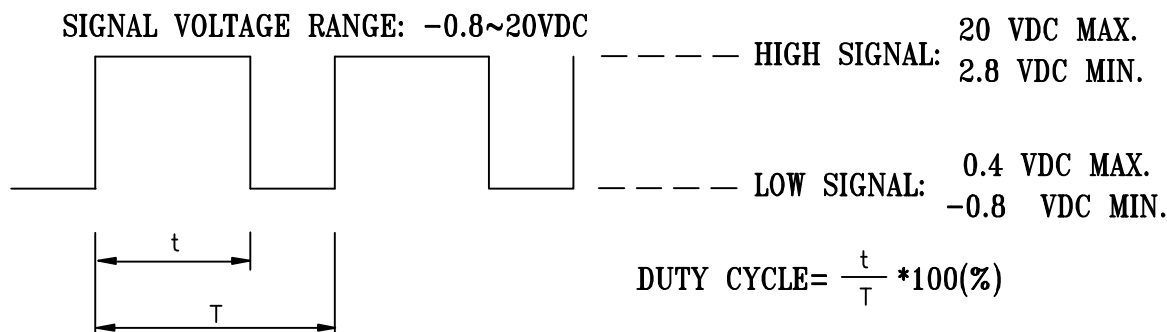 SIGNAL VOLTAGE RANGE: -0.8~20VDC
HIGH SIGNAL: 20 VDC MAX.
2.8 VDC MIN.
LOW SIGNAL: 0.4 VDC MAX.
-0.8 VDC MIN.
t
T
DUTY CYCLE= t/T *100(%)